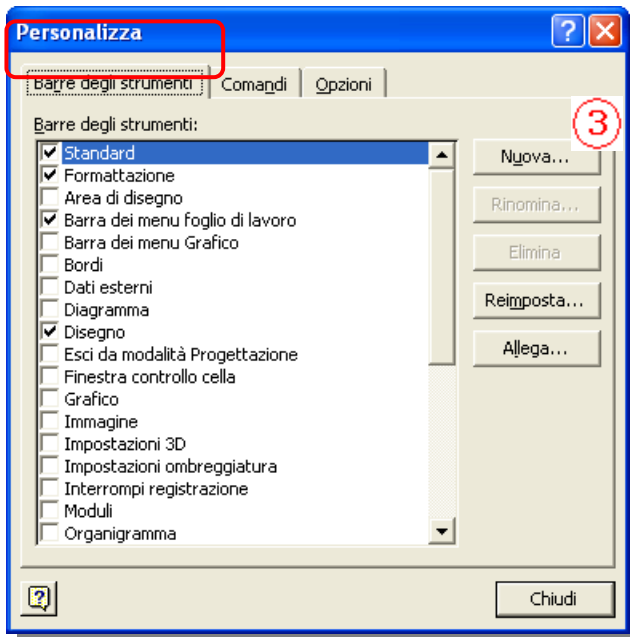 Personalizza
Barre degli strumenti Comandi Opzioni
3
Barre degli strumenti:
Standard
Formattazione
Area di disegno
Barra dei menu foglio di lavoro
Barra dei menu Grafico
Bordi
Dati esterni
Diagramma
Disegno
Esci da modalità Progettazione
Finestra controllo cella
Grafico
Immagine
Impostazioni 3D
Impostazioni ombreggiatura
Interrompi registrazione
Moduli
Organigramma
Nuova...
Rinomina...
Elimina
Reimposta...
Allega...
Chiudi